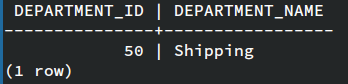 DEPARTMENT_ID | DEPARTMENT_NAME
---------------+-----------------
            50 | Shipping
(1 row)